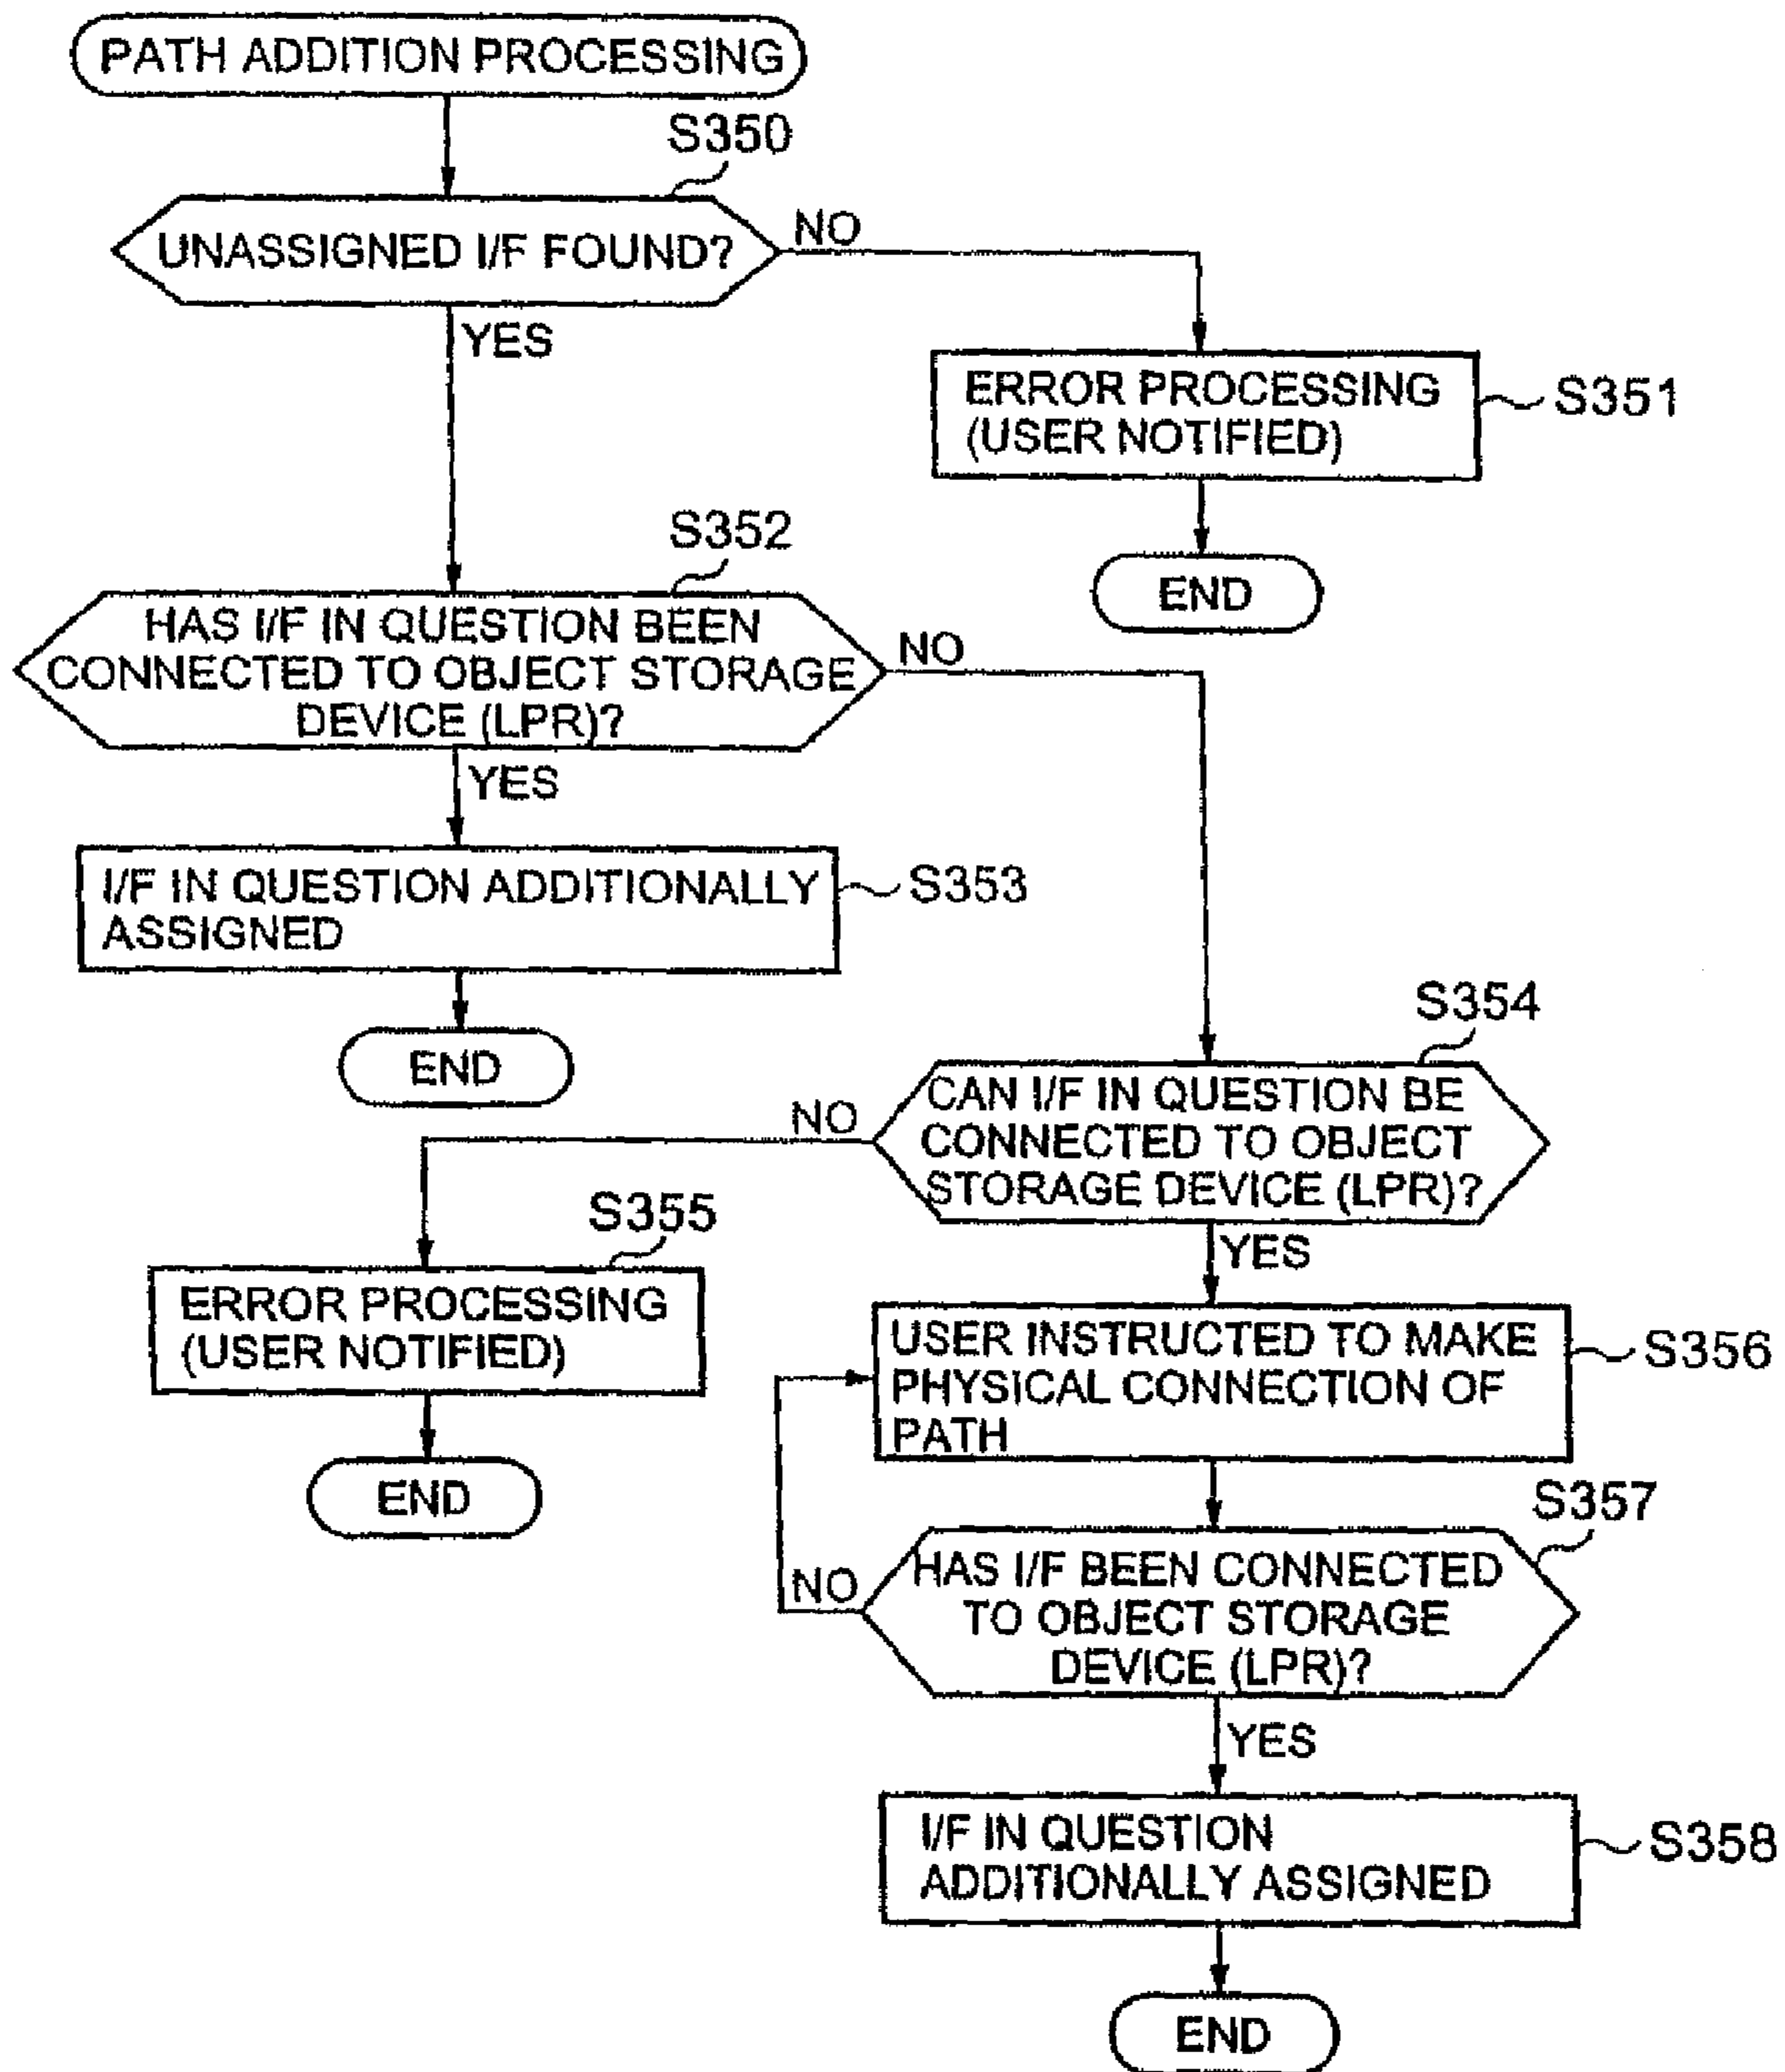 PATH ADDITION PROCESSING
S350
UNASSIGNED I/F FOUND?
NO
YES
ERROR PROCESSING
(USER NOTIFIED)
S351
END
S352
HAS I/F IN QUESTION BEEN
CONNECTED TO OBJECT STORAGE
DEVICE (LPR)?
NO
YES
I/F IN QUESTION ADDITIONALLY
ASSIGNED
S353
END
S354
CAN I/F IN QUESTION BE
CONNECTED TO OBJECT
STORAGE DEVICE (LPR)?
NO
YES
S355
ERROR PROCESSING
(USER NOTIFIED)
END
USER INSTRUCTED TO MAKE
PHYSICAL CONNECTION OF
PATH
S356
S357
HAS I/F BEEN CONNECTED
TO OBJECT STORAGE
DEVICE (LPR)?
NO
YES
I/F IN QUESTION
ADDITIONALLY ASSIGNED
S358
END